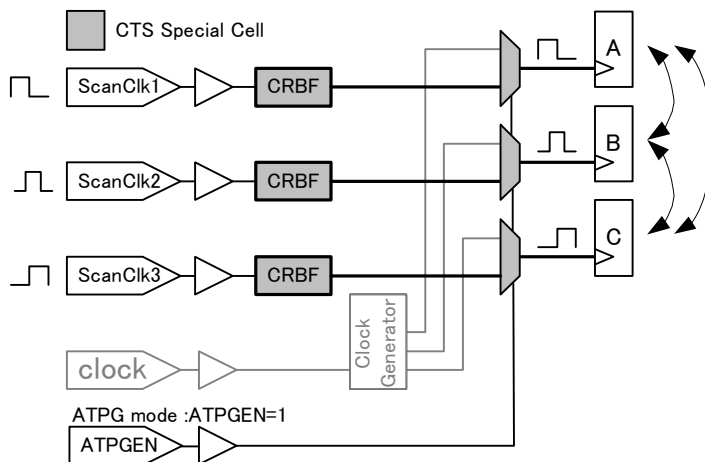 CTS Special Cell
A
ScanClk1
CRBF
B
ScanClk2
CRBF
C
ScanClk3
CRBF
Clock
Generator
clock
ATPG mode :ATPGEN=1
ATPGEN